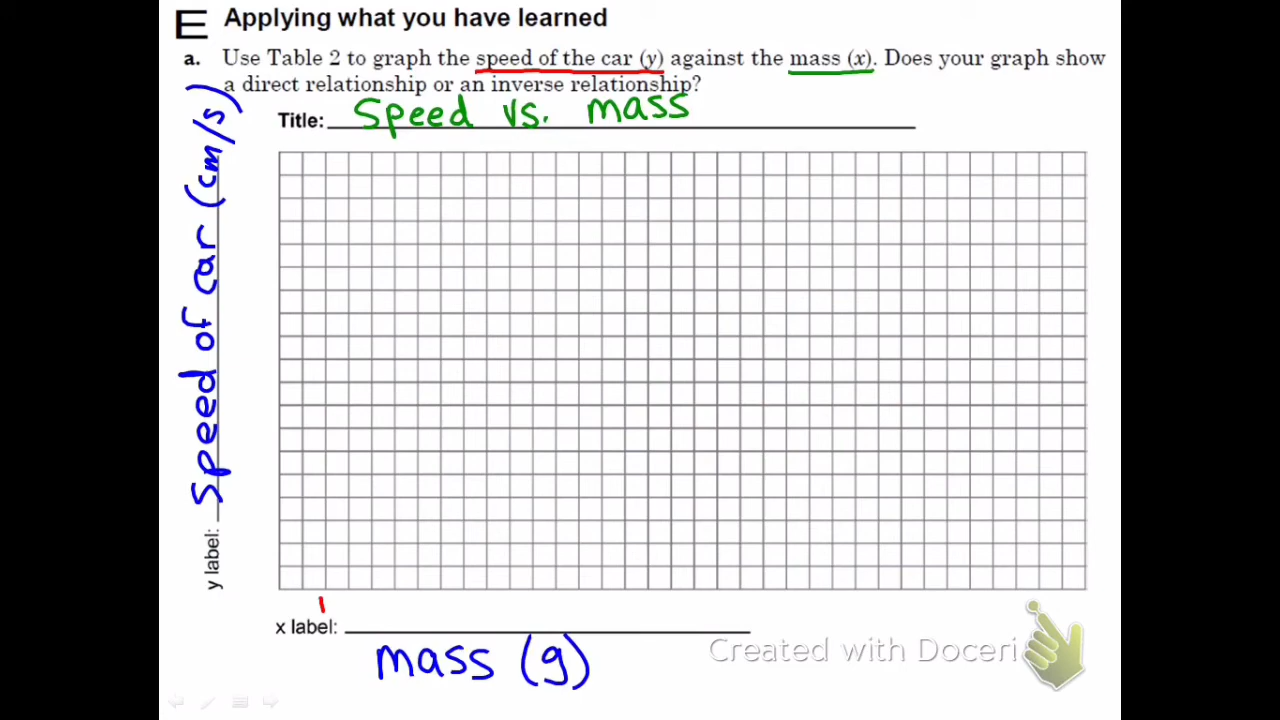 E Applying what you have learned
a. Use Table 2 to graph the speed of the car (y) against the mass (x). Does your graph show
a direct relationship or an inverse relationship?
Title: Speed vs. mass
y label: Speed of car (cm/s)
x label:
mass (g)
Created with Doceri